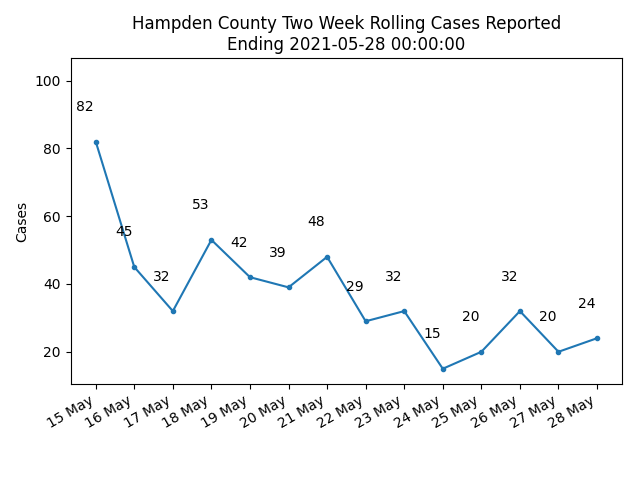 Hampden County Two Week Rolling Cases Reported
Ending 2021-05-28 00:00:00
Cases
100
80
60
40
20
82
45
32
53
42
39
48
29
32
15
20
32
20
24
15 May
16 May
17 May
18 May
19 May
20 May
21 May
22 May
23 May
24 May
25 May
26 May
27 May
28 May